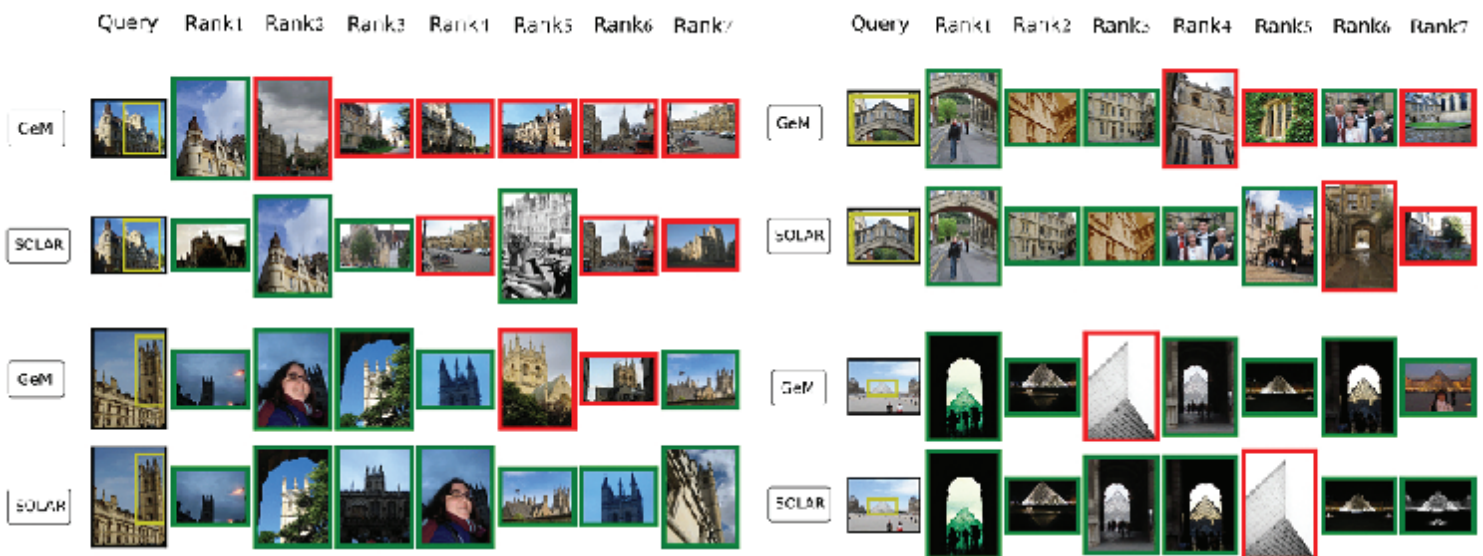 Query Rank1 Rank2 Rank3 Rank4 Rank5 Rank6 Rank7 Query Rank1 Rank2 Rank3 Rank4 Rank5 Rank6 Rank7
GeM GeM
SOLAR SOLAR
GeM GeM
SOLAR SOLAR